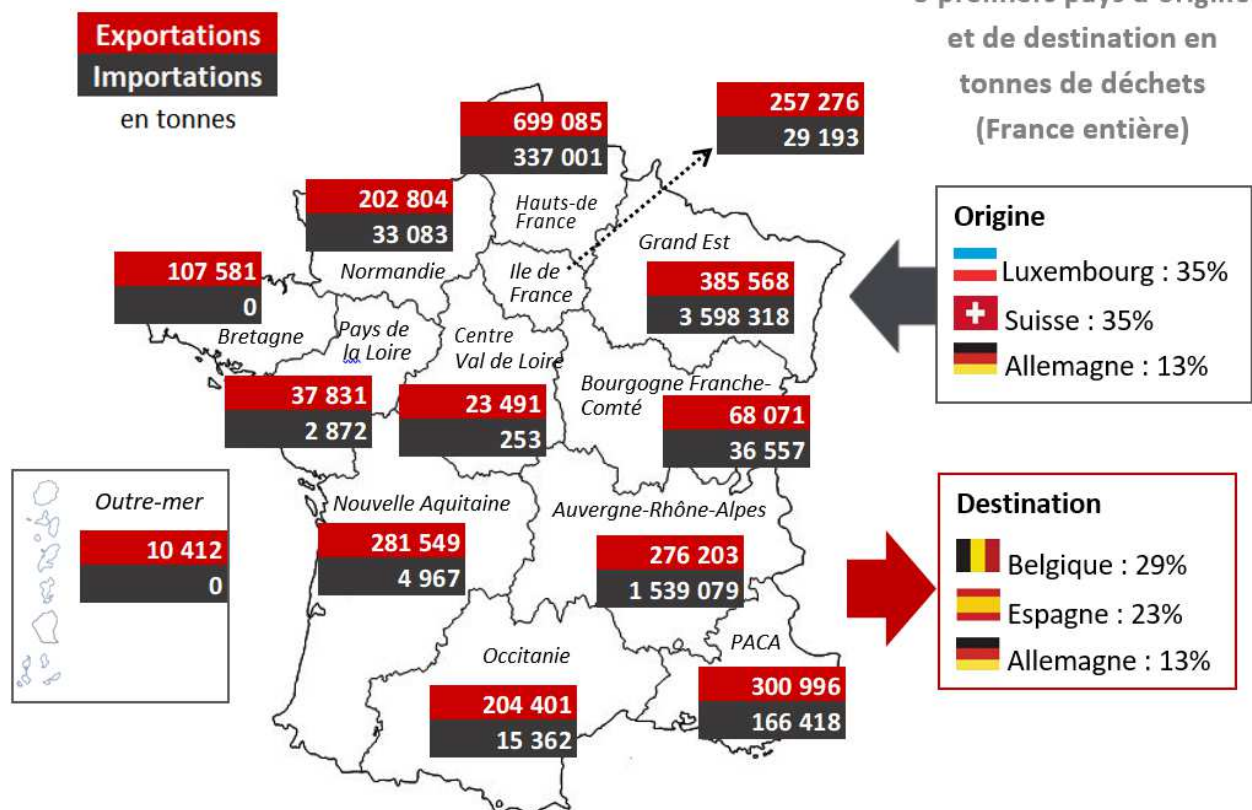 3 premiers pays d'origine
et de destination en
tonnes de déchets
(France entière)
Exportations
Importations
en tonnes
257 276
29 193
699 085
337 001
Hauts-de
France
202 804
33 083
Normandie
Ile de
France
Grand Est
385 568
3 598 318
107 581
0
Bretagne
Pays de
la Loire
37 831
2 872
Centre
Val de Loire
23 491
253
Bourgogne Franche-
Comté
68 071
36 557
Origine
Luxembourg : 35%
Suisse : 35%
Allemagne : 13%
Outre-mer
10 412
0
Nouvelle Aquitaine
281 549
4 967
Auvergne-Rhône-Alpes
276 203
1 539 079
Destination
Belgique : 29%
Espagne : 23%
Allemagne : 13%
Occitanie
204 401
15 362
PACA
300 996
166 418